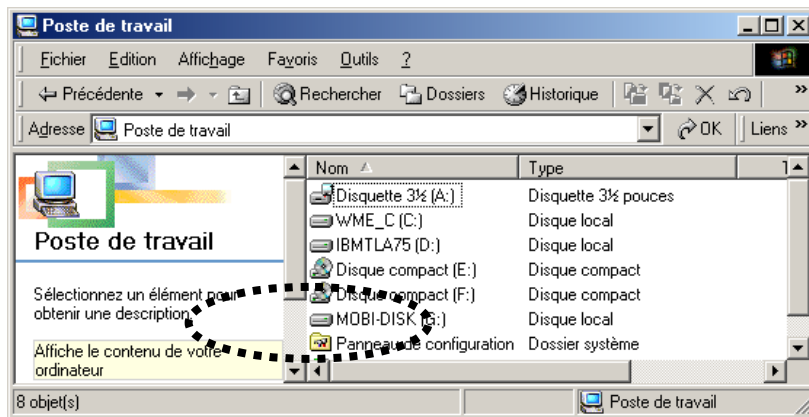 Poste de travail
Fichier Edition Affichage Favoris Outils ?
Précédente Rechercher Dossiers Historique »
Adresse Poste de travail OK Liens »
Nom Type
Disquette 3½ (A:) Disquette 3½ pouces
WME_C (C:) Disque local
IBMTLA75 (D:) Disque local
Disque compact (E:) Disque compact
Disque compact (F:) Disque compact
MOBI-DISK (G:) Disque local
Panneau de configuration Dossier système
Poste de travail
Sélectionnez un élément pour
obtenir une description.
Affiche le contenu de votre
ordinateur
8 objet(s) Poste de travail